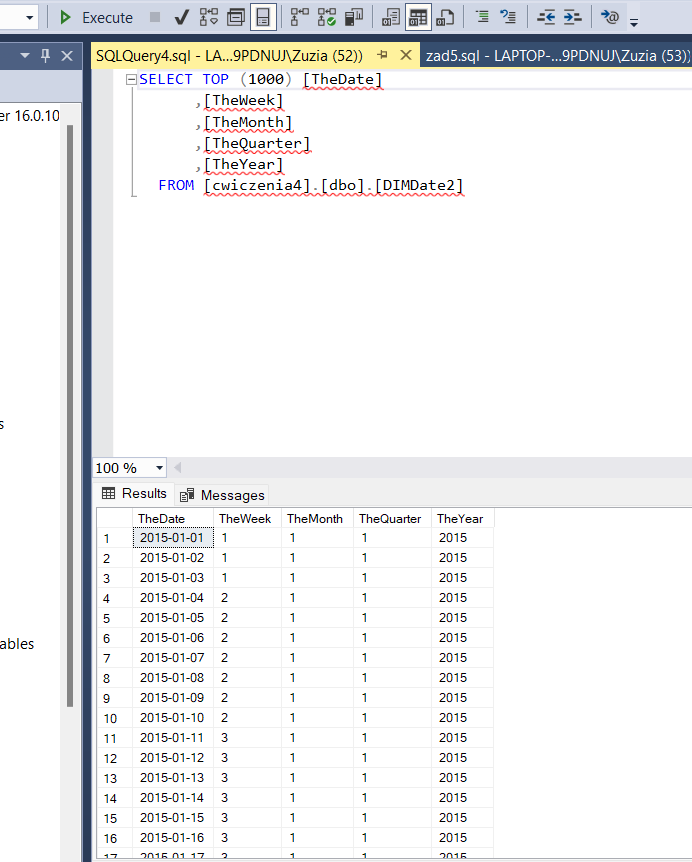 Execute
SQLQuery4.sql - LA...9PDNUJ\Zuzia (52))
zad5.sql - LAPTOP-...9PDNUJ\Zuzia (53))
er 16.0.10
SELECT TOP (1000) [TheDate]
,[TheWeek]
,[TheMonth]
,[TheQuarter]
,[TheYear]
FROM [cwiczenia4].[dbo].[DIMDate2]
s
ables
100 %
Results Messages
TheDate TheWeek TheMonth TheQuarter TheYear
1 2015-01-01 1 1 1 2015
2 2015-01-02 1 1 1 2015
3 2015-01-03 1 1 1 2015
4 2015-01-04 2 1 1 2015
5 2015-01-05 2 1 1 2015
6 2015-01-06 2 1 1 2015
7 2015-01-07 2 1 1 2015
8 2015-01-08 2 1 1 2015
9 2015-01-09 2 1 1 2015
10 2015-01-10 2 1 1 2015
11 2015-01-11 3 1 1 2015
12 2015-01-12 3 1 1 2015
13 2015-01-13 3 1 1 2015
14 2015-01-14 3 1 1 2015
15 2015-01-15 3 1 1 2015
16 2015-01-16 3 1 1 2015
17 2015-01-17 3 1 1 2015